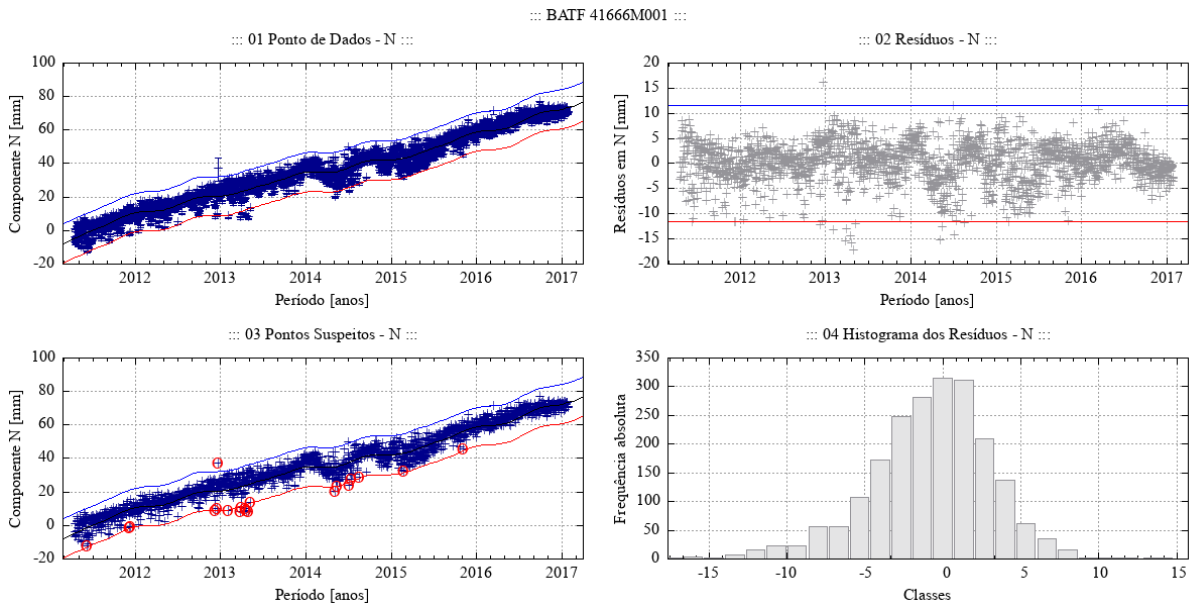 ::: BATF 41666M001 :::
::: 01 Ponto de Dados - N :::
Componente N [mm]
100
80
60
40
20
0
-20
2012 2013 2014 2015 2016 2017
Período [anos]
::: 02 Resíduos - N :::
Resíduos em N [mm]
20
15
10
5
0
-5
-10
-15
-20
2012 2013 2014 2015 2016 2017
Período [anos]
::: 03 Pontos Suspeitos - N :::
Componente N [mm]
100
80
60
40
20
0
-20
2012 2013 2014 2015 2016 2017
Período [anos]
::: 04 Histograma dos Resíduos - N :::
Frequência absoluta
350
300
250
200
150
100
50
0
-15 -10 -5 0 5 10 15
Classes